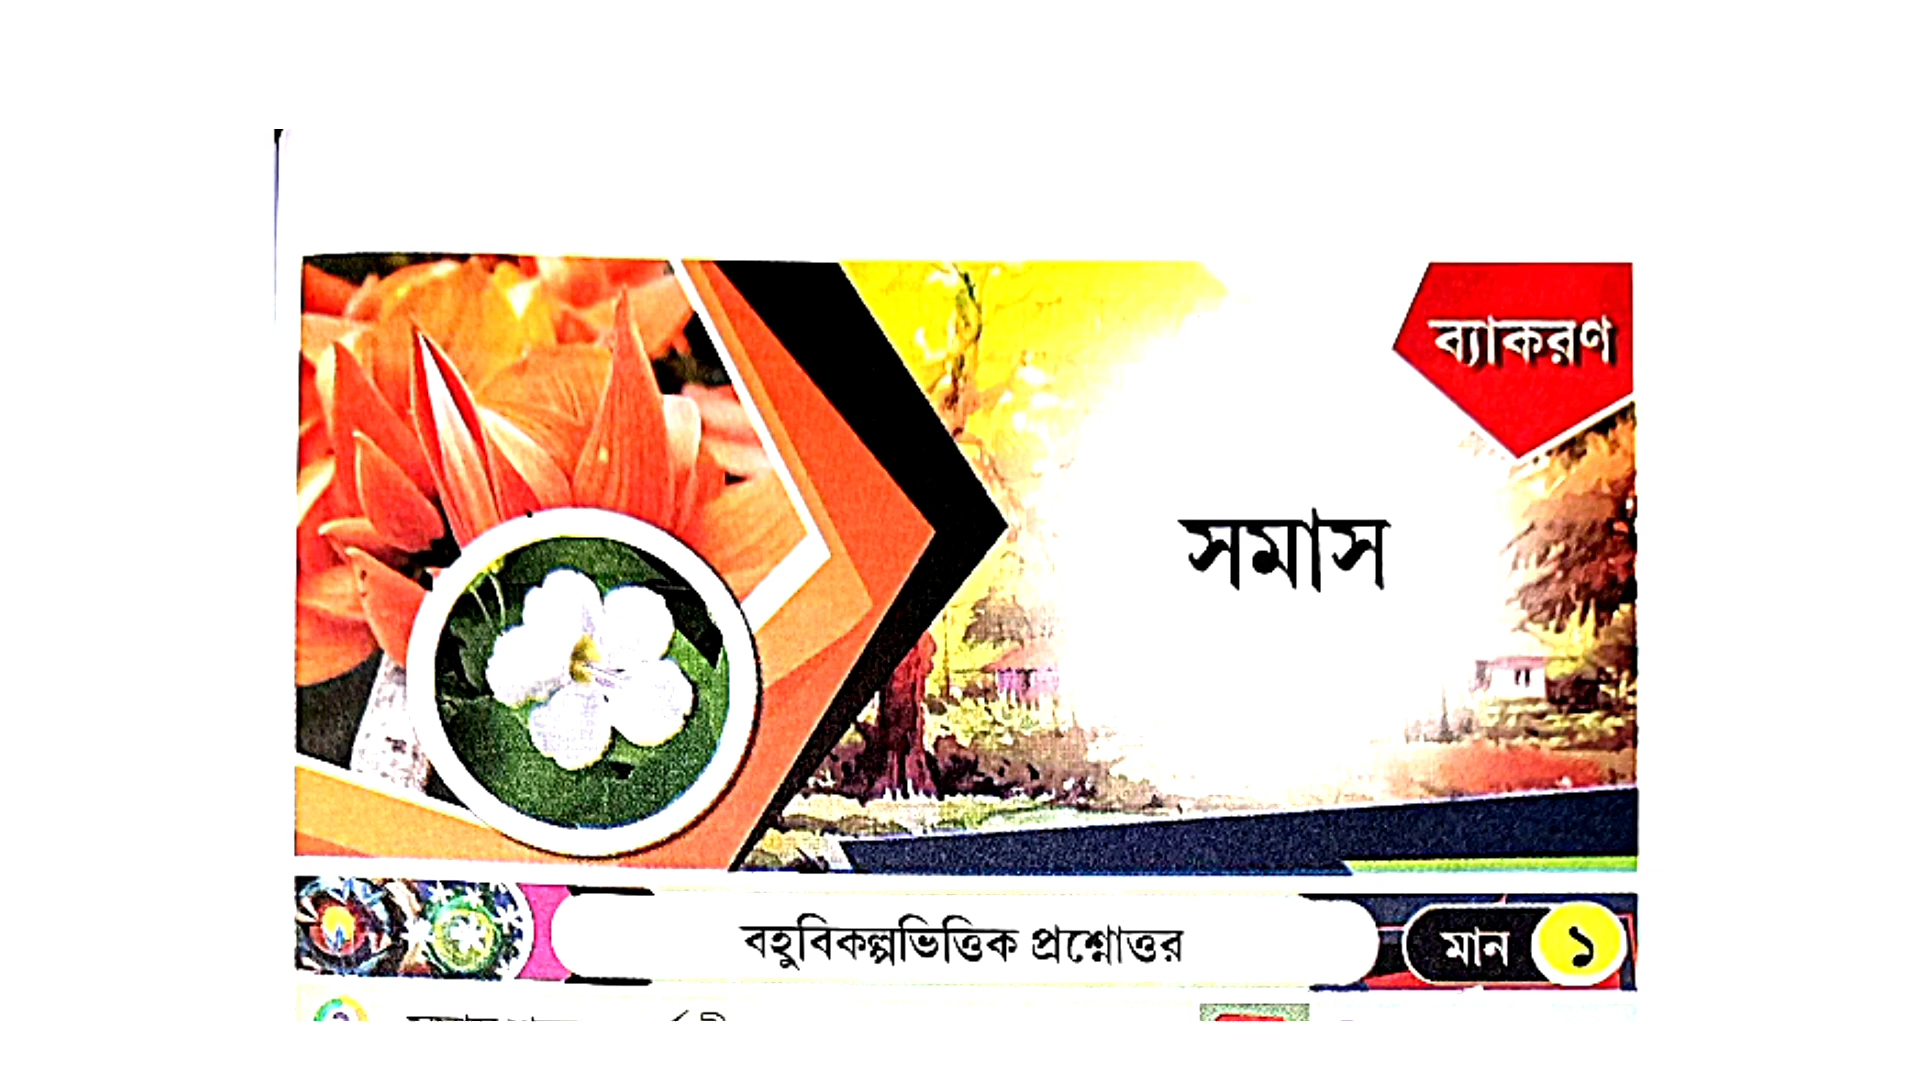 ব্যাকরণ
সমাস
বহুবিকল্পভিত্তিক প্রশ্নোত্তর
মান ১